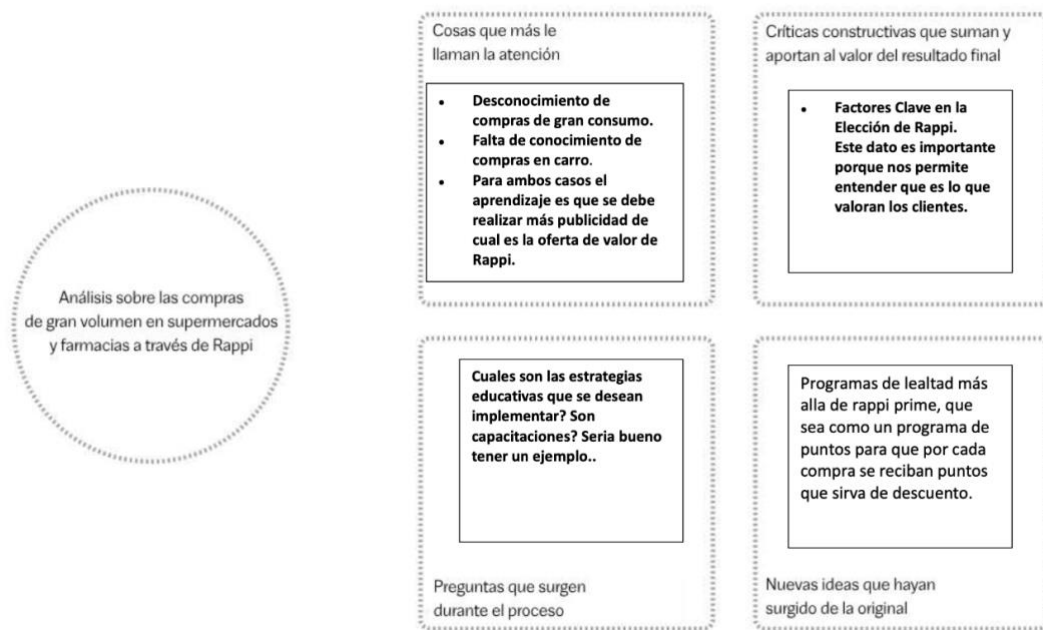 Análisis sobre las compras
de gran volumen en supermercados
y farmacias a través de Rappi
Cosas que más le
llaman la atención
• Desconocimiento de
compras de gran consumo.
• Falta de conocimiento de
compras en carro.
• Para ambos casos el
aprendizaje es que se debe
realizar más publicidad de
cual es la oferta de valor de
Rappi.
Críticas constructivas que suman y
aportan al valor del resultado final
• Factores Clave en la
Elección de Rappi.
Este dato es importante
porque nos permite
entender que es lo que
valoran los clientes.
Cuales son las estrategias
educativas que se desean
implementar? Son
capacitaciones? Seria bueno
tener un ejemplo..
Preguntas que surgen
durante el proceso
Programas de lealtad más
alla de rappi prime, que
sea como un programa de
puntos para que por cada
compra se reciban puntos
que sirva de descuento.
Nuevas ideas que hayan
surgido de la original